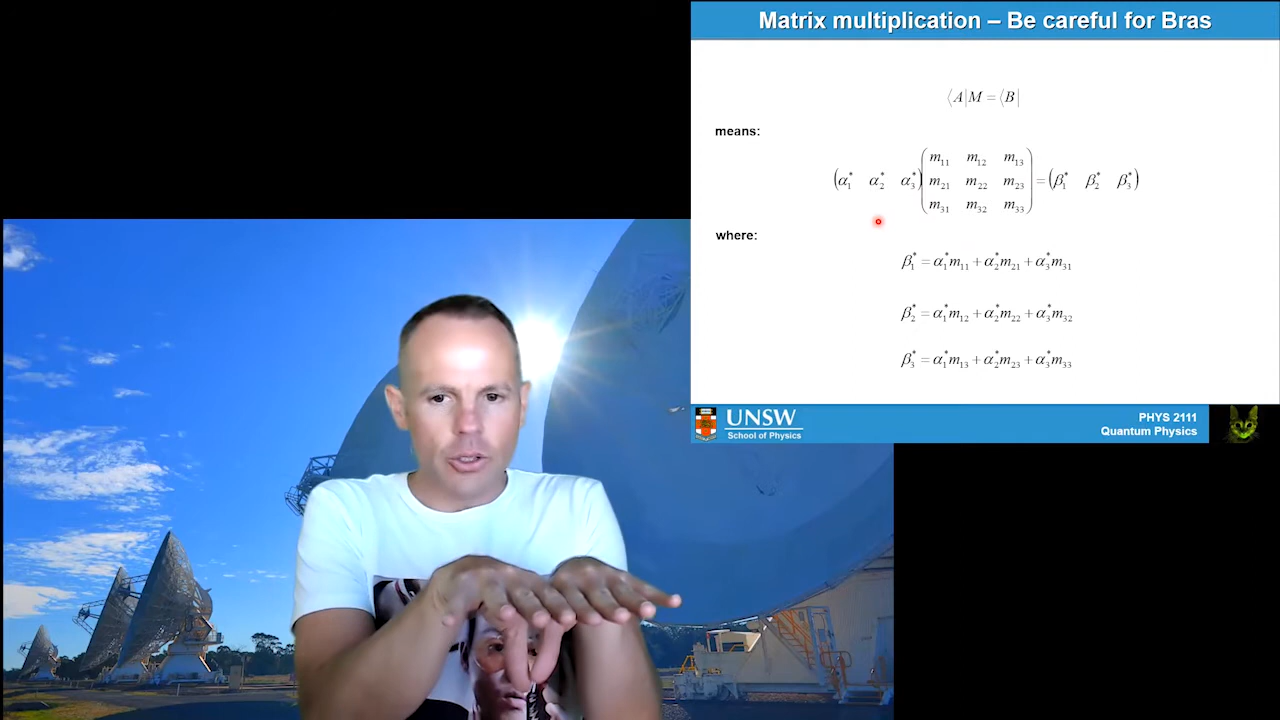 Matrix multiplication – Be careful for Bras
⟨A|M = ⟨B|
means:
(α₁* α₂* α₃*) (m₁₁ m₁₂ m₁₃
m₂₁ m₂₂ m₂₃
m₃₁ m₃₂ m₃₃) = (β₁* β₂* β₃*)
where:
β₁* = α₁*m₁₁ + α₂*m₂₁ + α₃*m₃₁
β₂* = α₁*m₁₂ + α₂*m₂₂ + α₃*m₃₂
β₃* = α₁*m₁₃ + α₂*m₂₃ + α₃*m₃₃
UNSW
School of Physics
PHYS 2111
Quantum Physics